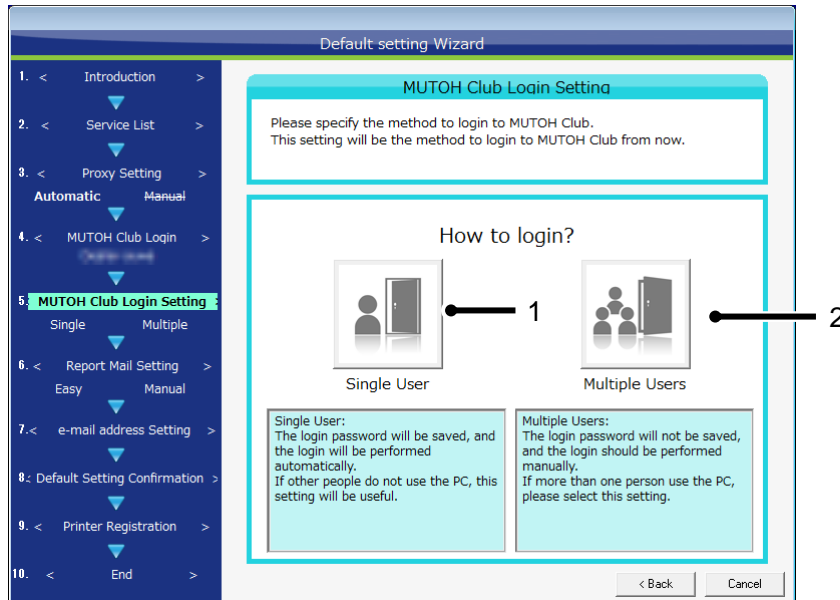 Default setting Wizard
1. < Introduction >
2. < Service List >
3. < Proxy Setting >
Automatic Manual
4. < MUTOH Club Login >
5. MUTOH Club Login Setting
Single Multiple
6. < Report Mail Setting >
Easy Manual
7.< e-mail address Setting >
8.< Default Setting Confirmation >
9. < Printer Registration >
10. < End >
MUTOH Club Login Setting
Please specify the method to login to MUTOH Club.
This setting will be the method to login to MUTOH Club from now.
How to login?
1
2
Single User
Multiple Users
Single User:
The login password will be saved, and
the login will be performed
automatically.
If other people do not use the PC, this
setting will be useful.
Multiple Users:
The login password will not be saved,
and the login should be performed
manually.
If more than one person use the PC,
please select this setting.
< Back
Cancel